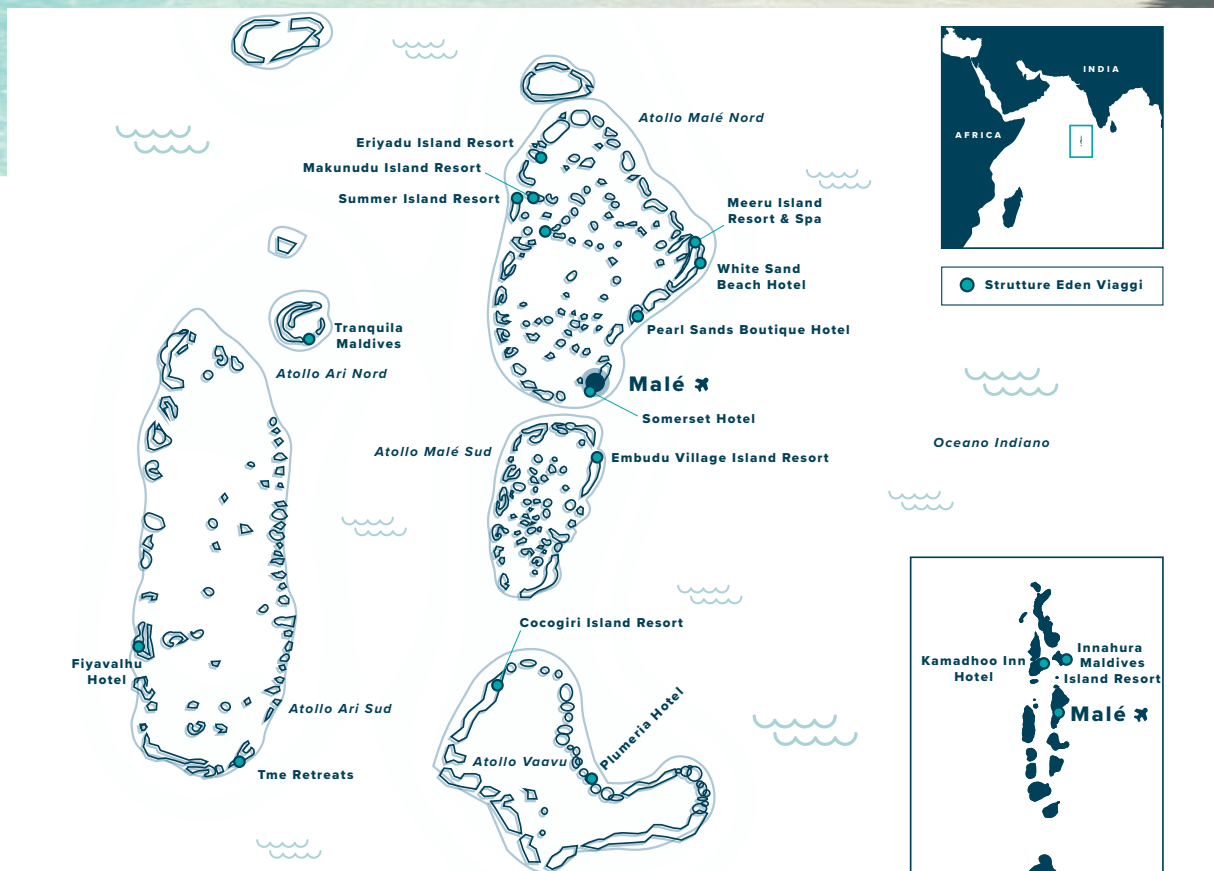 INDIA
AFRICA
Atollo Malé Nord
Eriyadu Island Resort
Makunudu Island Resort
Summer Island Resort
Meeru Island
Resort & Spa
White Sand
Beach Hotel
Strutture Eden Viaggi
Tranquila
Maldives
Pearl Sands Boutique Hotel
Atollo Ari Nord
Malé
Somerset Hotel
Atollo Malé Sud
Embudu Village Island Resort
Oceano Indiano
Cocogiri Island Resort
Fiyavalhu
Hotel
Atollo Ari Sud
Plumeria Hotel
Atollo Vaavu
Tme Retreats
Kamadhoo Inn
Hotel
Innahura
Maldives
Island Resort
Malé